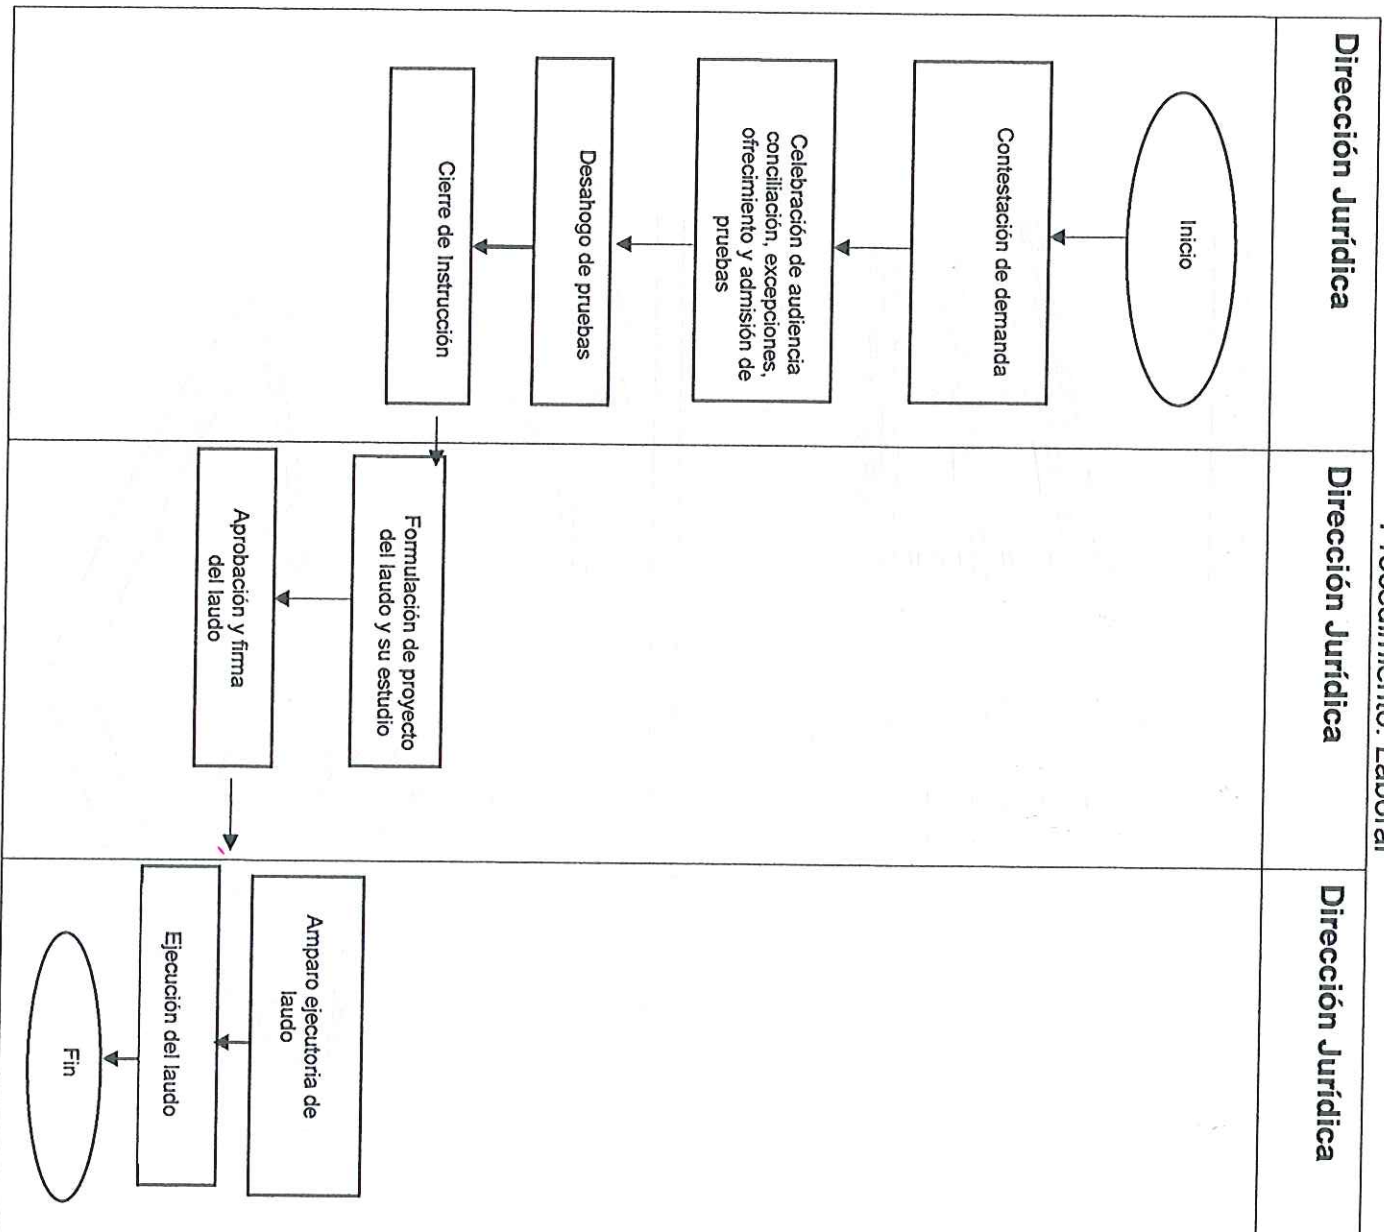 Procedimiento: Laboral
Dirección Jurídica
Dirección Jurídica
Dirección Jurídica
Inicio
Contestación de demanda
Celebración de audiencia
conciliación, excepciones,
ofrecimiento y admisión de
pruebas
Desahogo de pruebas
Cierre de Instrucción
Formulación de proyecto
del laudo y su estudio
Aprobación y firma
del laudo
Amparo ejecutoria de
laudo
Ejecución del laudo
Fin